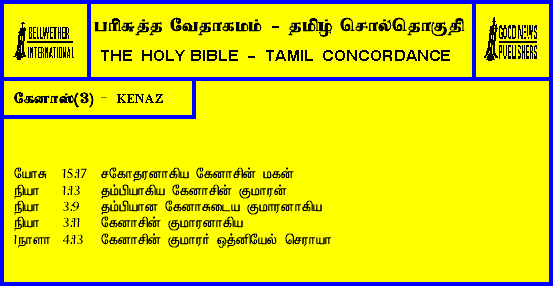 BELLWETHER INTERNATIONAL
பரிசுத்த வேதாகமம் - தமிழ் சொல்தொகுதி
THE HOLY BIBLE - TAMIL CONCORDANCE
GOOD NEWS PUBLISHERS
கேனாஸ்(3) - KENAZ
யோசு 15:17 சகோதரனாகிய கேனாசின் மகன்
நியா 1:13 தம்பியாகிய கேனாசின் குமாரன்
நியா 3:9 தம்பியான கேனாசுடைய குமாரனாகிய
நியா 3:11 கேனாசின் குமாரனாகிய
1நாளா 4:13 கேனாசின் குமாரர் ஒத்னியேல் செராயா